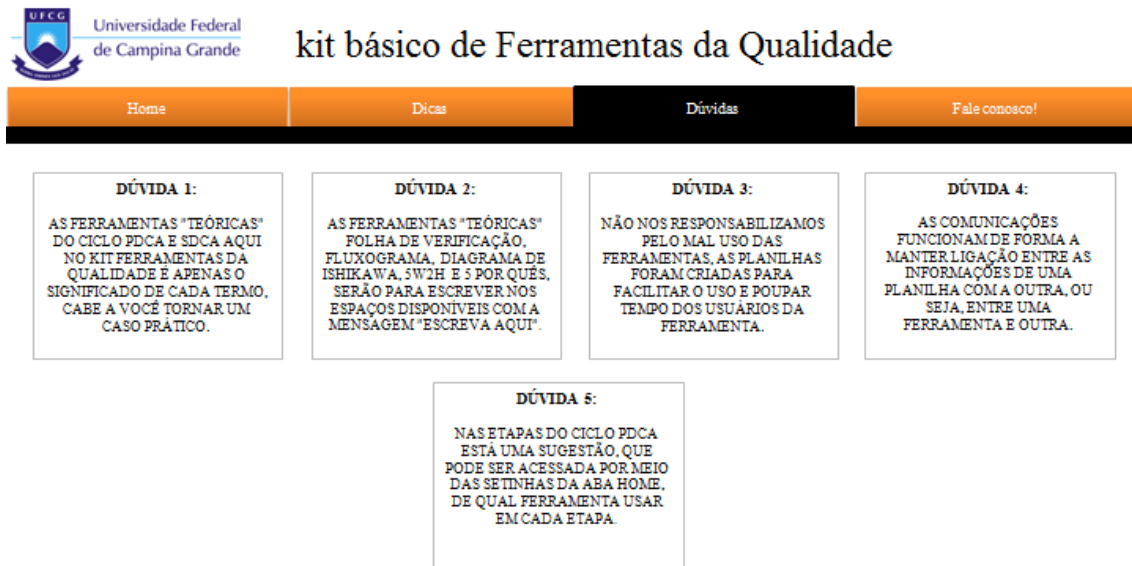 UFCG
Universidade Federal
de Campina Grande
kit básico de Ferramentas da Qualidade
Home
Dicas
Dúvidas
Fale conosco!
DÚVIDA 1:
AS FERRAMENTAS "TEÓRICAS"
DO CICLO PDCA E SDCA AQUI
NO KIT FERRAMENTAS DA
QUALIDADE É APENAS O
SIGNIFICADO DE CADA TERMO,
CABE A VOCÊ TORNAR UM
CASO PRÁTICO.
DÚVIDA 2:
AS FERRAMENTAS "TEÓRICAS"
FOLHA DE VERIFICAÇÃO,
FLUXOGRAMA, DIAGRAMA DE
ISHIKAWA, 5W2H E 5 POR QUÊS,
SERÃO PARA ESCREVER NOS
ESPAÇOS DISPONÍVEIS COM A
MENSAGEM "ESCREVA AQUI".
DÚVIDA 3:
NÃO NOS RESPONSABILIZAMOS
PELO MAL USO DAS
FERRAMENTAS, AS PLANILHAS
FORAM CRIADAS PARA
FACILITAR O USO E POUPAR
TEMPO DOS USUÁRIOS DA
FERRAMENTA.
DÚVIDA 4:
AS COMUNICAÇÕES
FUNCIONAM DE FORMA A
MANTER LIGAÇÃO ENTRE AS
INFORMAÇÕES DE UMA
PLANILHA COM A OUTRA, OU
SEJA, ENTRE UMA
FERRAMENTA E OUTRA.
DÚVIDA 5:
NAS ETAPAS DO CICLO PDCA
ESTÁ UMA SUGESTÃO, QUE
PODE SER ACESSADA POR MEIO
DAS SETINHAS DA ABA HOME,
DE QUAL FERRAMENTA USAR
EM CADA ETAPA.